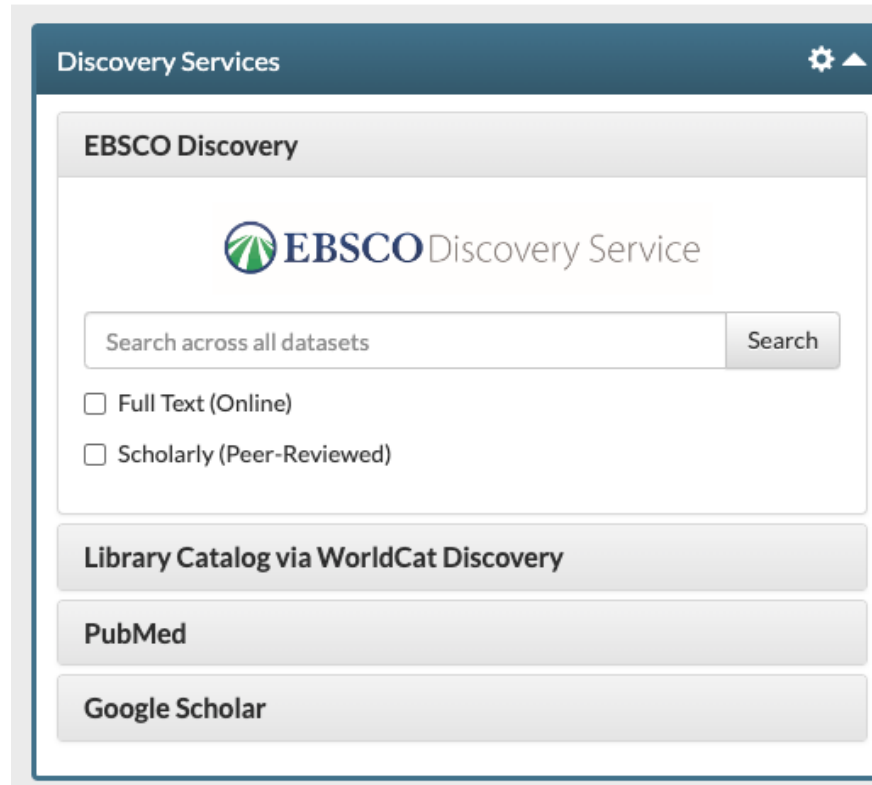 Discovery Services
EBSCO Discovery
EBSCO Discovery Service
Search across all datasets
Search
Full Text (Online)
Scholarly (Peer-Reviewed)
Library Catalog via WorldCat Discovery
PubMed
Google Scholar